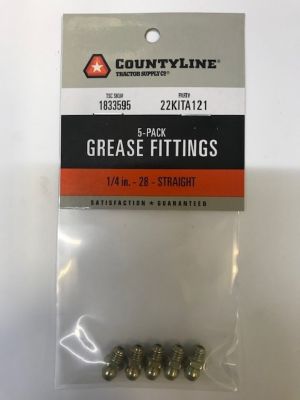 COUNTYLINE®
TRACTOR SUPPLY CO®
TSC SKU#
1833595
PART#
22KITA121
5-PACK
GREASE FITTINGS
1/4 in. - 28 - STRAIGHT
SATISFACTION ★ GUARANTEED